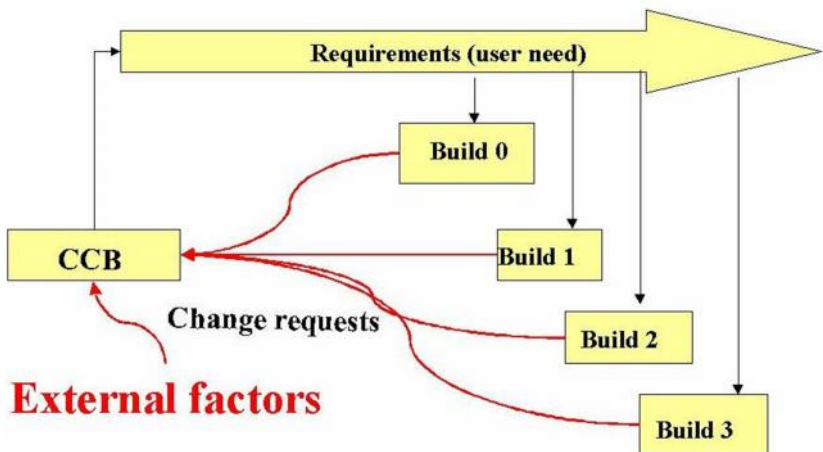 Requirements (user need)
Build 0
Build 1
CCB
Change requests
Build 2
External factors
Build 3